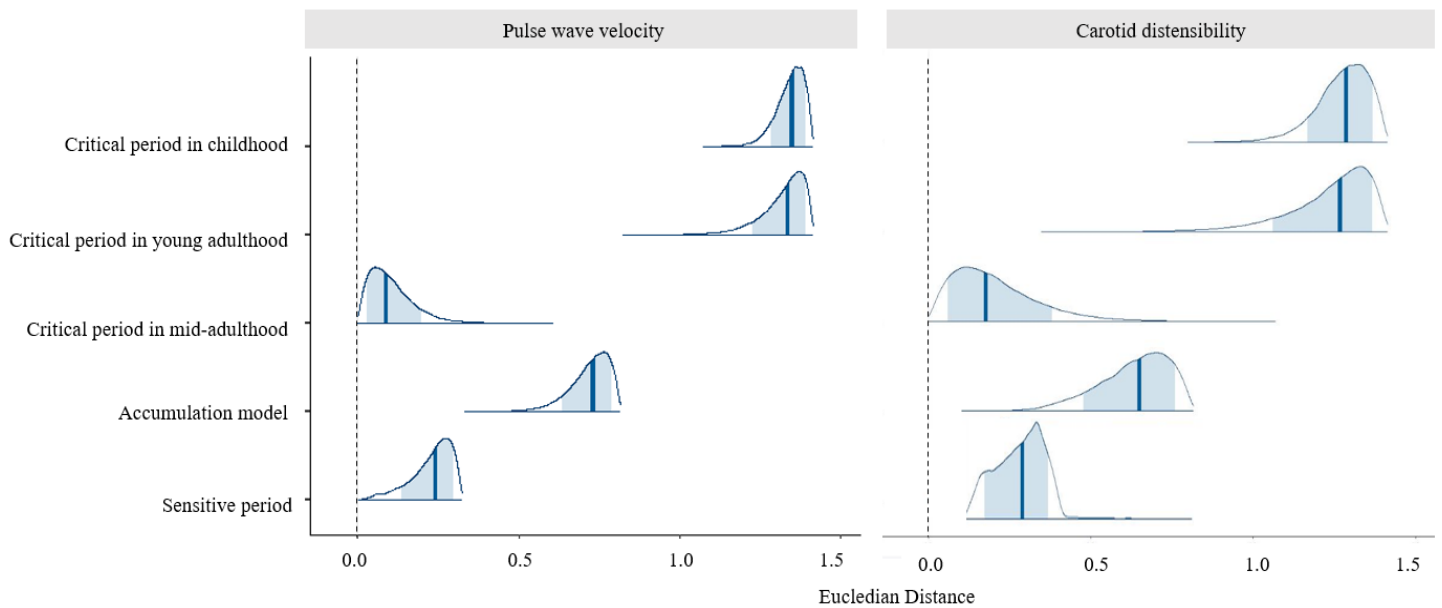 Pulse wave velocity
Carotid distensibility
Critical period in childhood
Critical period in young adulthood
Critical period in mid-adulthood
Accumulation model
Sensitive period
0.0 0.5 1.0 1.5
0.0 0.5 1.0 1.5
Eucledian Distance